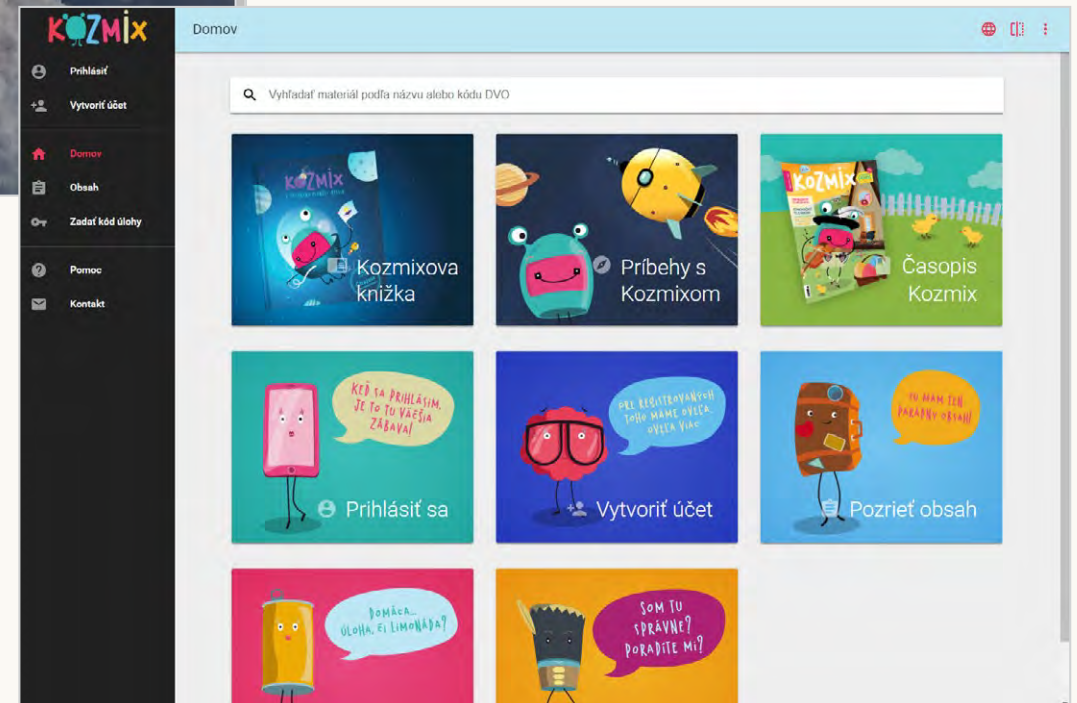 KOZMIX
Prihlásiť
Vytvoriť účet
Domov
Obsah
Zadať kód úlohy
Pomoc
Kontakt
Domov
Vyhľadať materiál podľa názvu alebo kódu DVO
KOZMIX
Kozmixova
knižka
Príbehy s
Kozmixom
KOZMIX
Časopis
Kozmix
KEĎ SA PRIHLÁSIM,
JE TO TU VÄČŠIA
ZÁBAVA!
Prihlásiť sa
PRE REGISTROVANÝCH
TOHO MÁME OVEĽA,
OVEĽA VIAC
Vytvoriť účet
TU MÁM TEN
PARÁDNY OBSAH!
Pozrieť obsah
DOMÁCA...
ÚLOHA, ČI LIMONÁDA?
SOM TU
SPRÁVNE?
PORADÍTE MI?